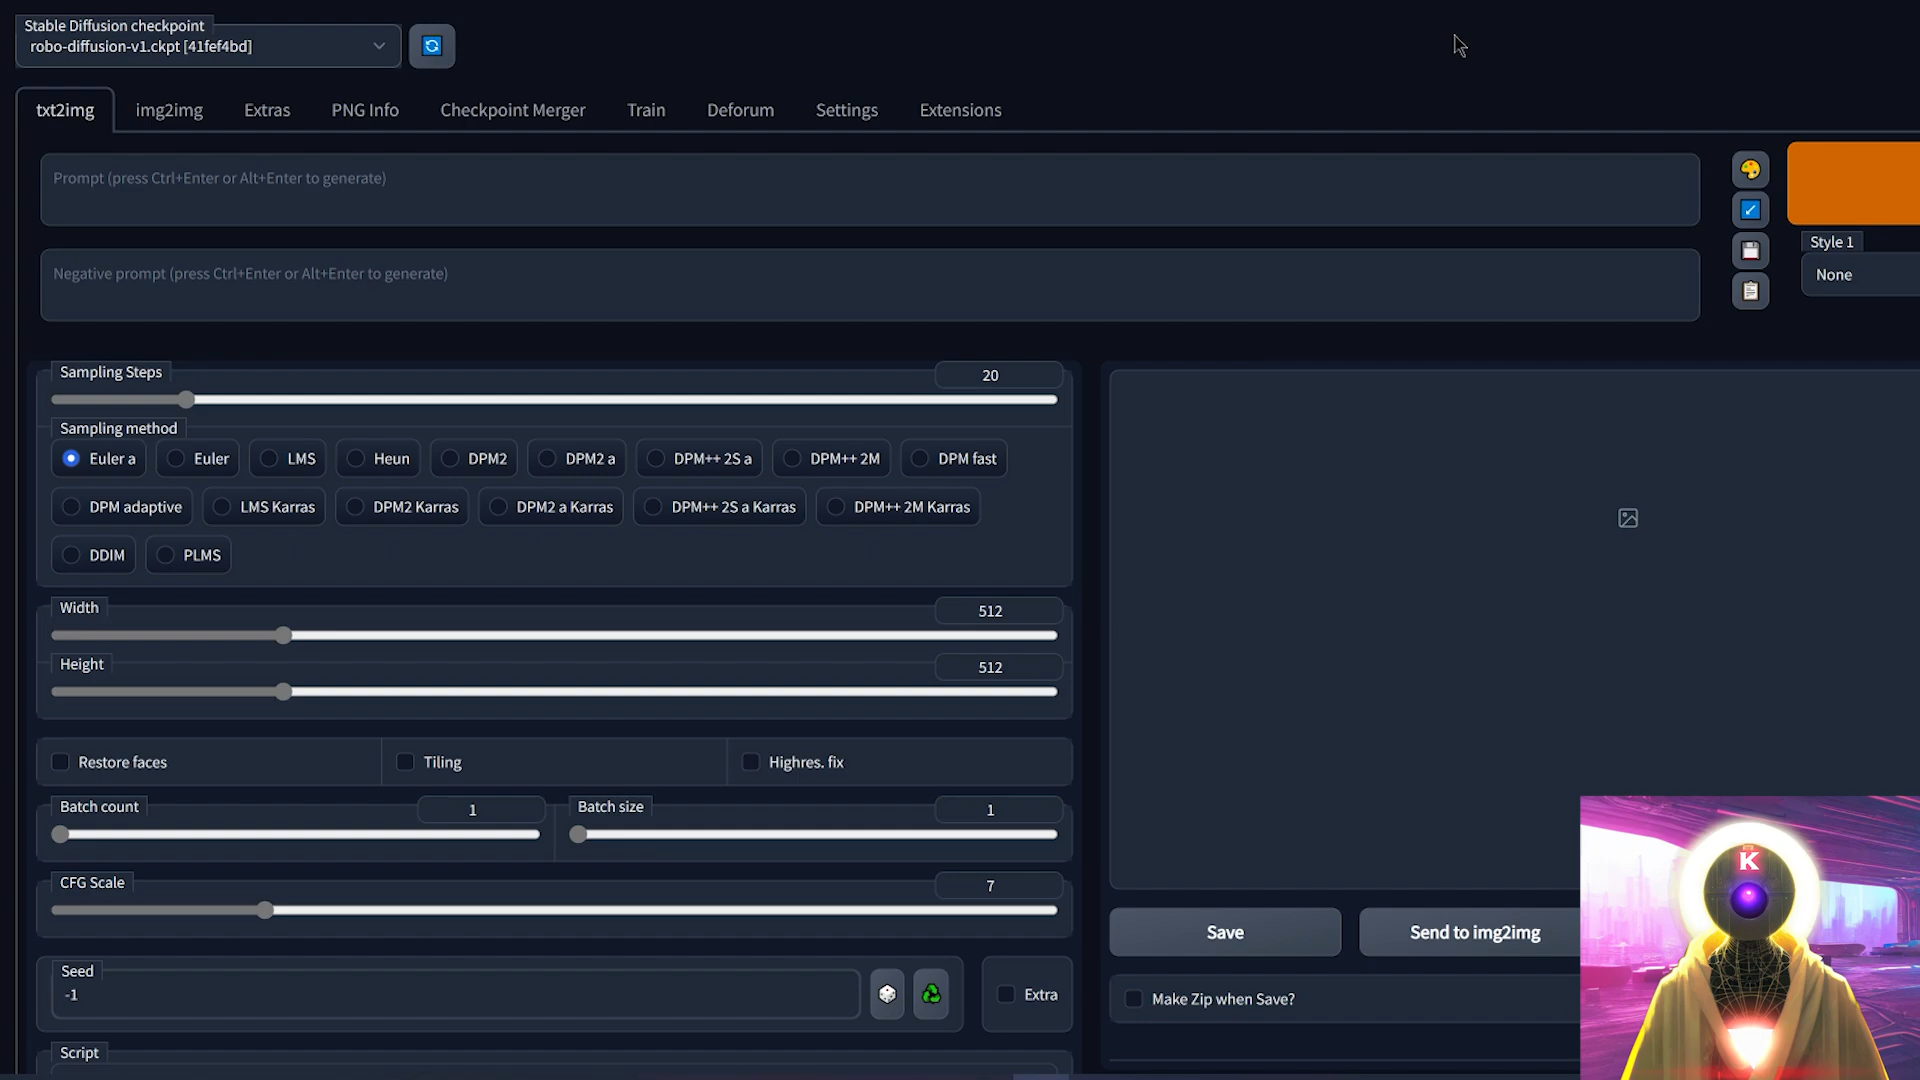 Stable Diffusion checkpoint
robo-diffusion-v1.ckpt [41fef4bd]
txt2img img2img Extras PNG Info Checkpoint Merger Train Deforum Settings Extensions
Prompt (press Ctrl+Enter or Alt+Enter to generate)
Negative prompt (press Ctrl+Enter or Alt+Enter to generate)
Style 1
None
Sampling Steps 20
Sampling method
Euler a Euler LMS Heun DPM2 DPM2 a DPM++ 2S a DPM++ 2M DPM fast
DPM adaptive LMS Karras DPM2 Karras DPM2 a Karras DPM++ 2S a Karras DPM++ 2M Karras
DDIM PLMS
Width 512
Height 512
Restore faces Tiling Highres. fix
Batch count 1 Batch size 1
CFG Scale 7
Seed
-1
Extra
Script
Save Send to img2img
Make Zip when Save?
K